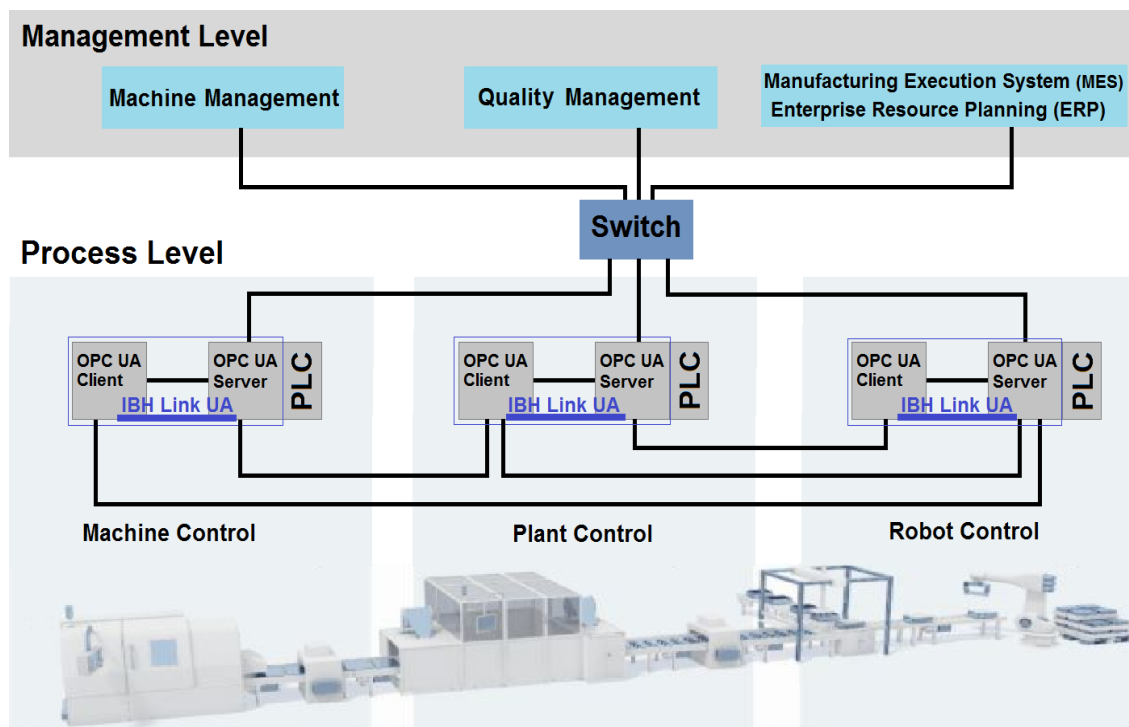 Management Level
Machine Management
Quality Management
Manufacturing Execution System (MES)
Enterprise Resource Planning (ERP)
Switch
Process Level
OPC UA
Client
OPC UA
Server
PLC
IBH Link UA
OPC UA
Client
OPC UA
Server
PLC
IBH Link UA
OPC UA
Client
OPC UA
Server
PLC
IBH Link UA
Machine Control
Plant Control
Robot Control